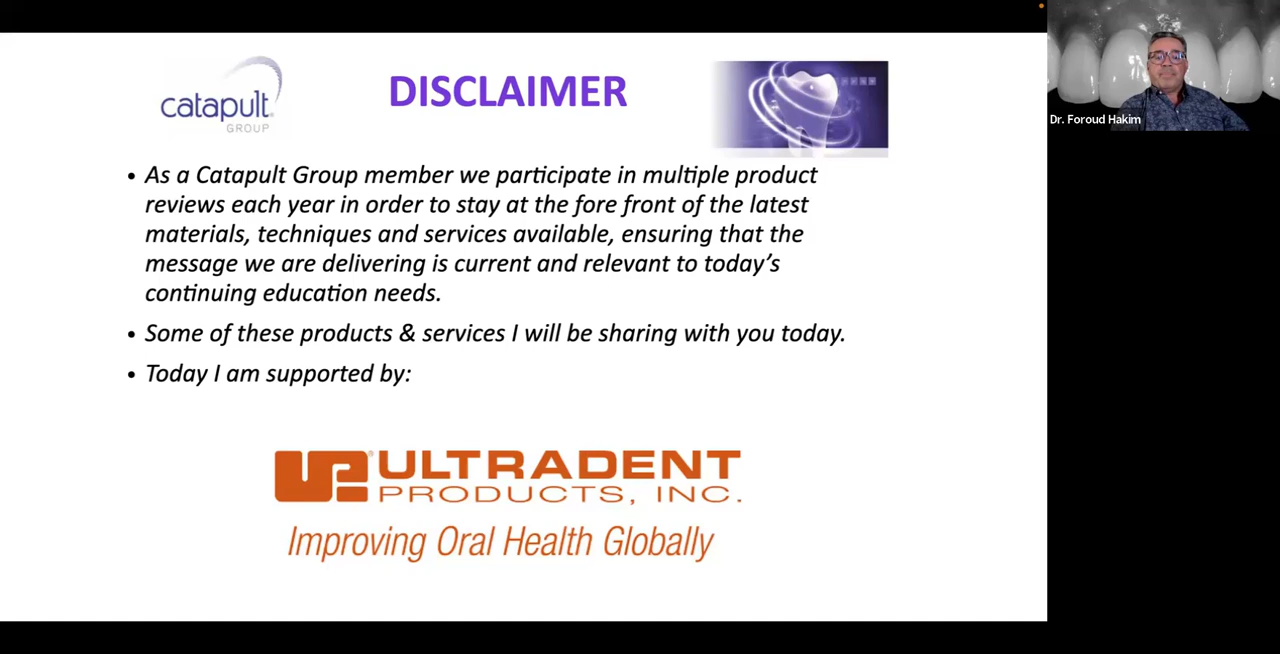 catapult
GROUP
DISCLAIMER
• As a Catapult Group member we participate in multiple product
reviews each year in order to stay at the fore front of the latest
materials, techniques and services available, ensuring that the
message we are delivering is current and relevant to today’s
continuing education needs.
• Some of these products & services I will be sharing with you today.
• Today I am supported by:
UP ® ULTRADENT
PRODUCTS, INC.
Improving Oral Health Globally
Dr. Foroud Hakim